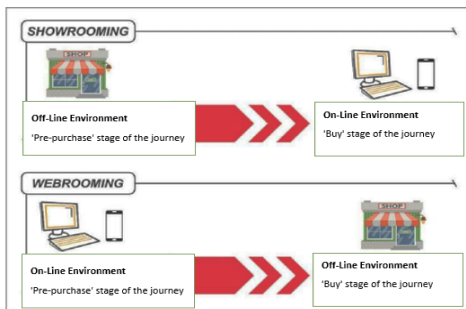 SHOWROOMING
SHOP
Off-Line Environment
'Pre-purchase' stage of the journey
On-Line Environment
'Buy' stage of the journey
WEBROOMING
SHOP
On-Line Environment
'Pre-purchase' stage of the journey
Off-Line Environment
'Buy' stage of the journey